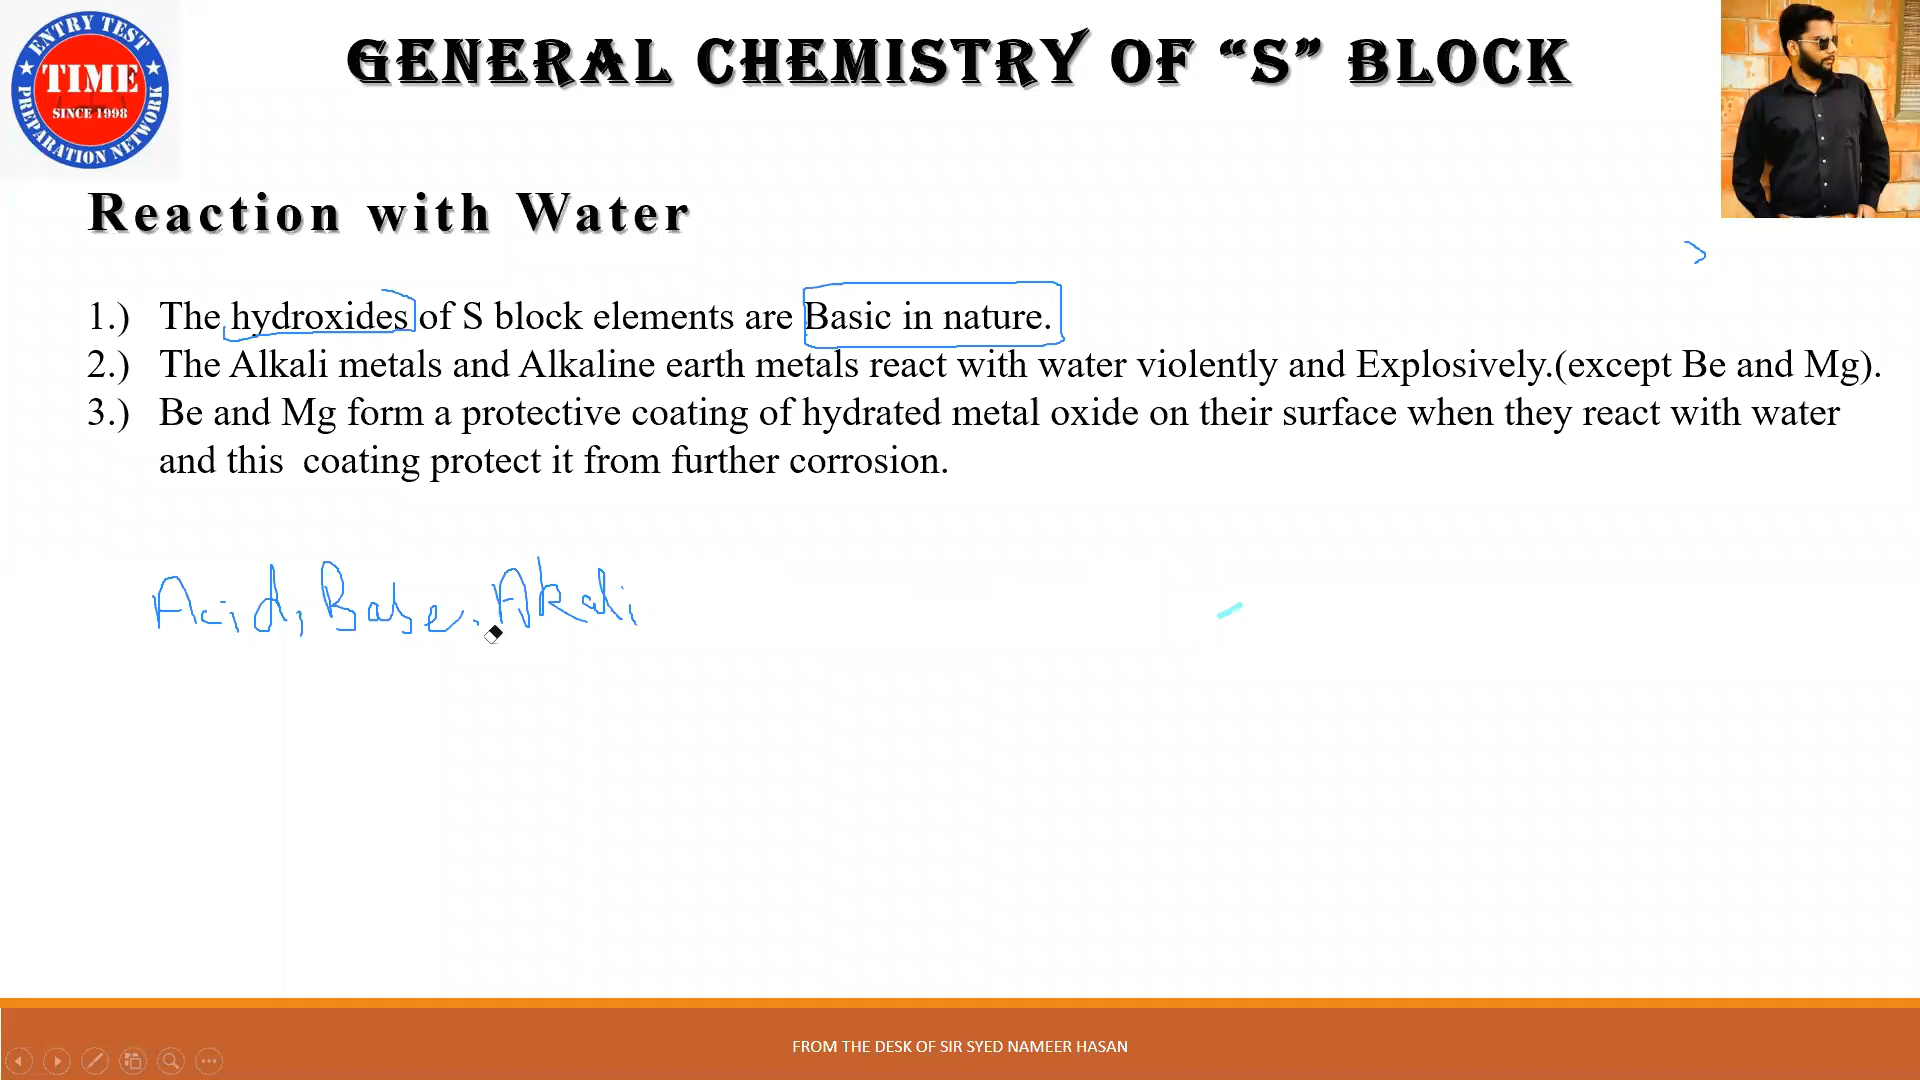 ENTRY TEST
TIME
SINCE 1998
PREPARATION NETWORK
GENERAL CHEMISTRY OF “S” BLOCK
Reaction with Water
1.) The hydroxides of S block elements are Basic in nature.
2.) The Alkali metals and Alkaline earth metals react with water violently and Explosively.(except Be and Mg).
3.) Be and Mg form a protective coating of hydrated metal oxide on their surface when they react with water
and this coating protect it from further corrosion.
Acid, Base. Alkali
FROM THE DESK OF SIR SYED NAMEER HASAN